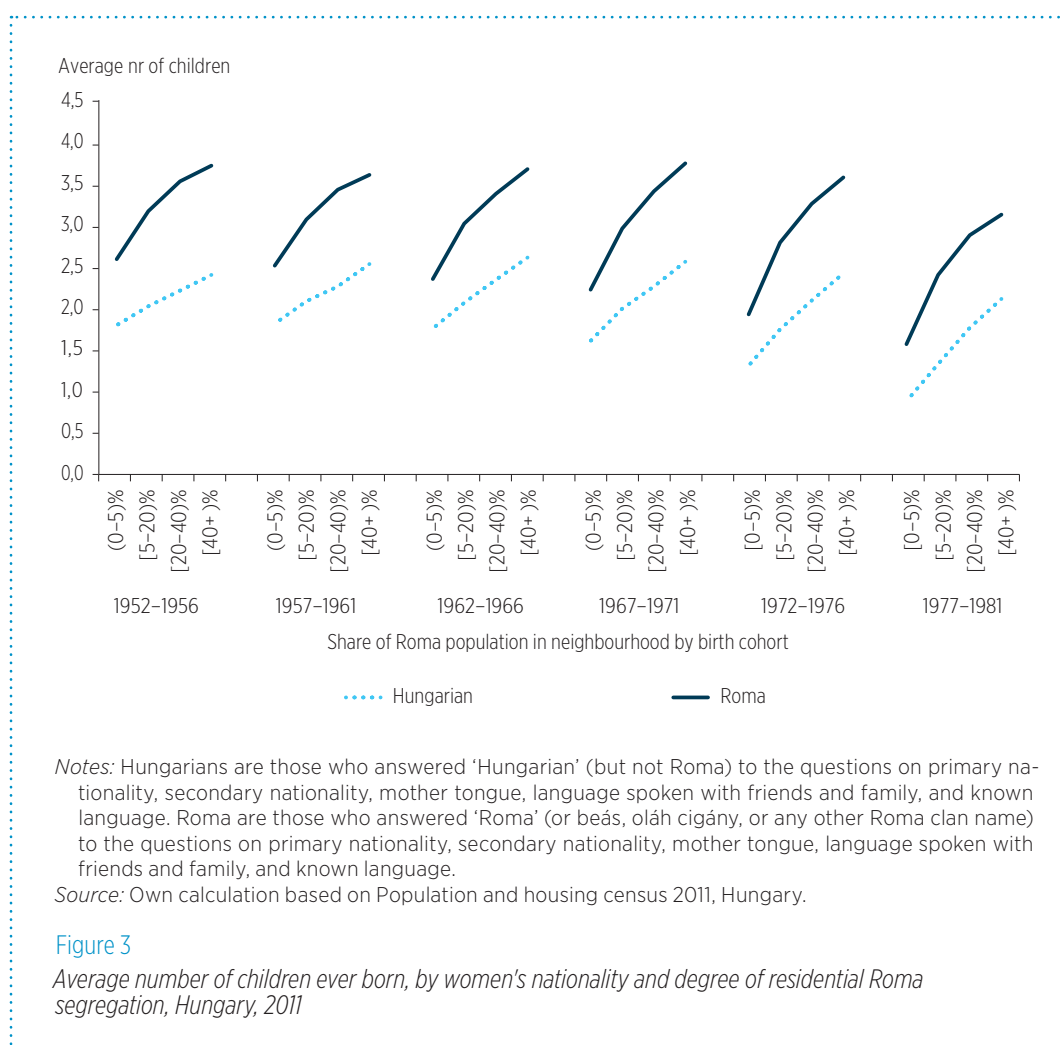 Average nr of children
4,5
4,0
3,5
3,0
2,5
2,0
1,5
1,0
0,5
0,0
(0–5)%
[5–20)%
[20–40)%
[40+ )%
(0–5)%
[5–20)%
[20–40)%
[40+ )%
(0–5)%
[5–20)%
[20–40)%
[40+ )%
(0–5)%
[5–20)%
[20–40)%
[40+ )%
[0–5)%
[5–20)%
[20–40)%
[40+ )%
[0–5)%
[5–20)%
[20–40)%
[40+ )%
1952–1956 1957–1961 1962–1966 1967–1971 1972–1976 1977–1981
Share of Roma population in neighbourhood by birth cohort
Hungarian Roma
Notes: Hungarians are those who answered ‘Hungarian’ (but not Roma) to the questions on primary na-
tionality, secondary nationality, mother tongue, language spoken with friends and family, and known
language. Roma are those who answered ‘Roma’ (or beás, oláh cigány, or any other Roma clan name)
to the questions on primary nationality, secondary nationality, mother tongue, language spoken with
friends and family, and known language.
Source: Own calculation based on Population and housing census 2011, Hungary.
Figure 3
Average number of children ever born, by women's nationality and degree of residential Roma
segregation, Hungary, 2011